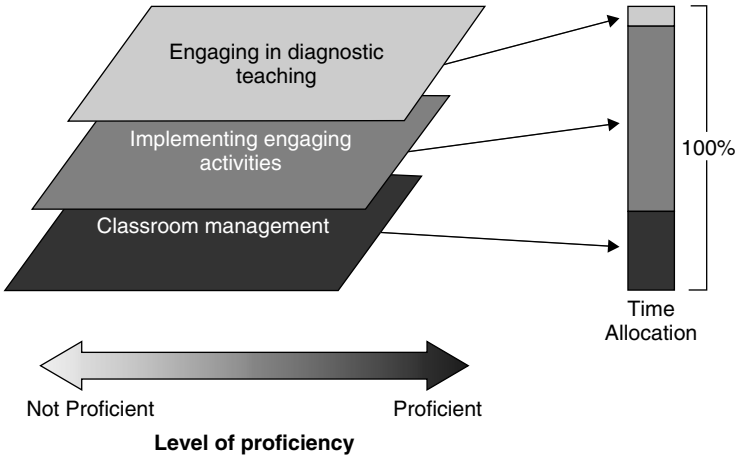 Engaging in diagnostic
teaching
Implementing engaging
activities
Classroom management
100%
Time
Allocation
Not Proficient
Proficient
Level of proficiency